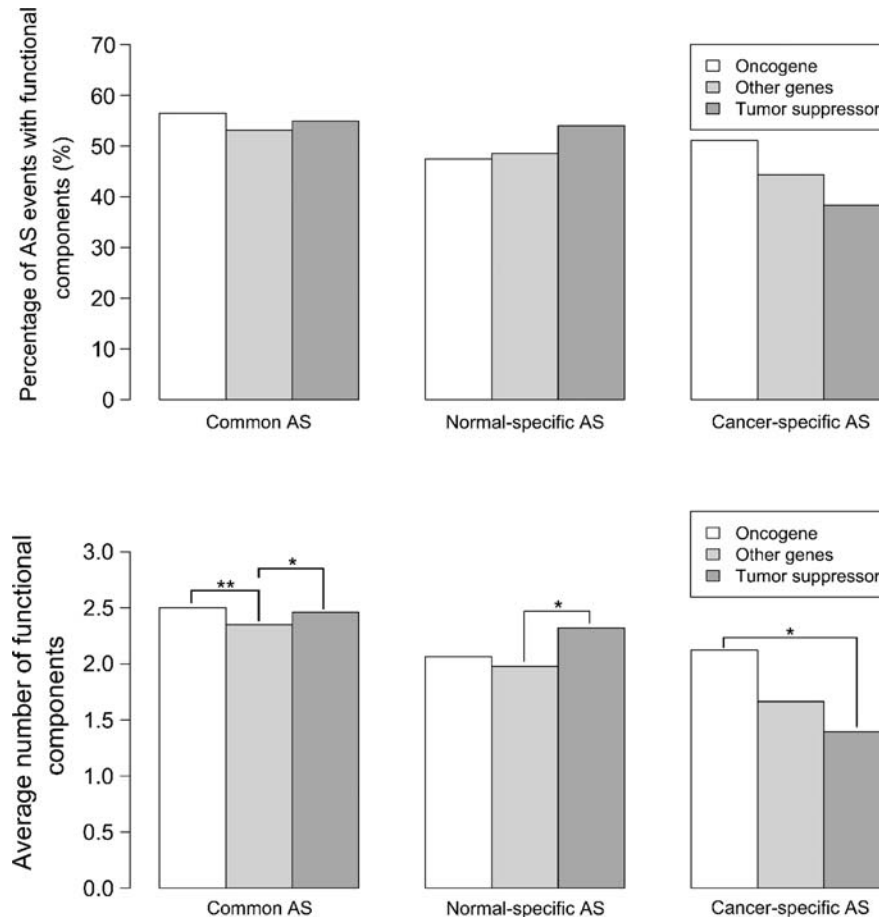 Percentage of AS events with functional
components (%)
70
60
50
40
30
20
10
0
Oncogene
Other genes
Tumor suppressor
Common AS
Normal-specific AS
Cancer-specific AS
Average number of functional
components
3.0
2.5
2.0
1.5
1.0
0.5
0.0
Oncogene
Other genes
Tumor suppressor
**
*
*
*
Common AS
Normal-specific AS
Cancer-specific AS